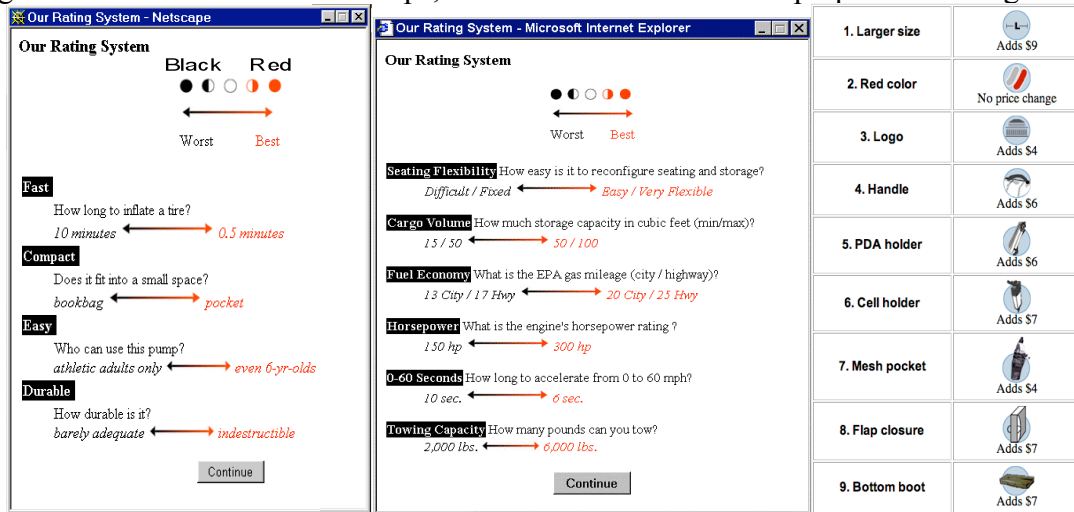 Our Rating System - Netscape
Our Rating System
Black Red
Worst Best
Fast
How long to inflate a tire?
10 minutes 0.5 minutes
Compact
Does it fit into a small space?
bookbag pocket
Easy
Who can use this pump?
athletic adults only even 6-yr-olds
Durable
How durable is it?
barely adequate indestructible
Continue
Our Rating System - Microsoft Internet Explorer
Our Rating System
Worst Best
Seating Flexibility How easy is it to reconfigure seating and storage?
Difficult / Fixed Easy / Very Flexible
Cargo Volume How much storage capacity in cubic feet (min/max)?
15 / 50 50 / 100
Fuel Economy What is the EPA gas mileage (city / highway)?
13 City / 17 Hwy 20 City / 25 Hwy
Horsepower What is the engine's horsepower rating ?
150 hp 300 hp
0-60 Seconds How long to accelerate from 0 to 60 mph?
10 sec. 6 sec.
Towing Capacity How many pounds can you tow?
2,000 lbs. 6,000 lbs.
Continue
1. Larger size
L
Adds $9
2. Red color
No price change
3. Logo
Adds $4
4. Handle
Adds $6
5. PDA holder
Adds $6
6. Cell holder
Adds $7
7. Mesh pocket
Adds $4
8. Flap closure
Adds $7
9. Bottom boot
Adds $7